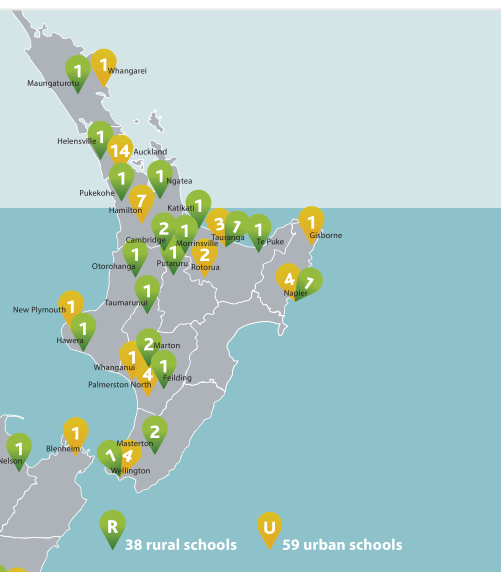 1
1
Whangarei
Maungaturotu
1
Helensville
14
Auckland
1
1
Ngatea
Pukekohe
7
Hamilton
1
Katikati
2
Cambridge
1
Morrinsville
3
1
Tauranga
1
Te Puke
1
Gisborne
1
Otorohanga
1
Putaruru
2
Rotorua
4
1
Napier
1
Taumarunui
1
New Plymouth
1
Hawera
2
Marton
1
Whanganui
4
1
Feilding
Palmerston North
1
Nelson
1
Blenheim
2
Masterton
1
4
Wellington
R
38 rural schools
U
59 urban schools